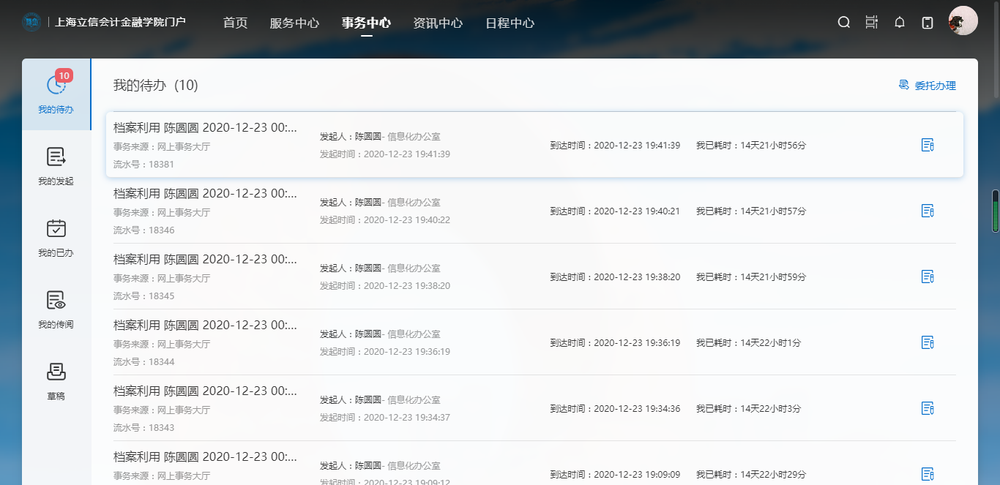 上海立信会计金融学院门户
首页 服务中心 事务中心 资讯中心 日程中心
10
我的待办
我的发起
我的已办
我的传阅
草稿
我的待办 (10)
委托办理
档案利用 陈圆圆 2020-12-23 00:...
事务来源：网上事务大厅
流水号：18381
发起人：陈圆圆- 信息化办公室
发起时间：2020-12-23 19:41:39
到达时间：2020-12-23 19:41:39
我已耗时：14天21小时56分
档案利用 陈圆圆 2020-12-23 00:...
事务来源：网上事务大厅
流水号：18346
发起人：陈圆圆- 信息化办公室
发起时间：2020-12-23 19:40:22
到达时间：2020-12-23 19:40:21
我已耗时：14天21小时57分
档案利用 陈圆圆 2020-12-23 00:...
事务来源：网上事务大厅
流水号：18345
发起人：陈圆圆- 信息化办公室
发起时间：2020-12-23 19:38:20
到达时间：2020-12-23 19:38:20
我已耗时：14天21小时59分
档案利用 陈圆圆 2020-12-23 00:...
事务来源：网上事务大厅
流水号：18344
发起人：陈圆圆- 信息化办公室
发起时间：2020-12-23 19:36:19
到达时间：2020-12-23 19:36:19
我已耗时：14天22小时1分
档案利用 陈圆圆 2020-12-23 00:...
事务来源：网上事务大厅
流水号：18343
发起人：陈圆圆- 信息化办公室
发起时间：2020-12-23 19:34:37
到达时间：2020-12-23 19:34:36
我已耗时：14天22小时3分
档案利用 陈圆圆 2020-12-23 00:...
事务来源：网上事务大厅
发起人：陈圆圆- 信息化办公室
发起时间：2020-12-23 19:09:12
到达时间：2020-12-23 19:09:09
我已耗时：14天22小时29分